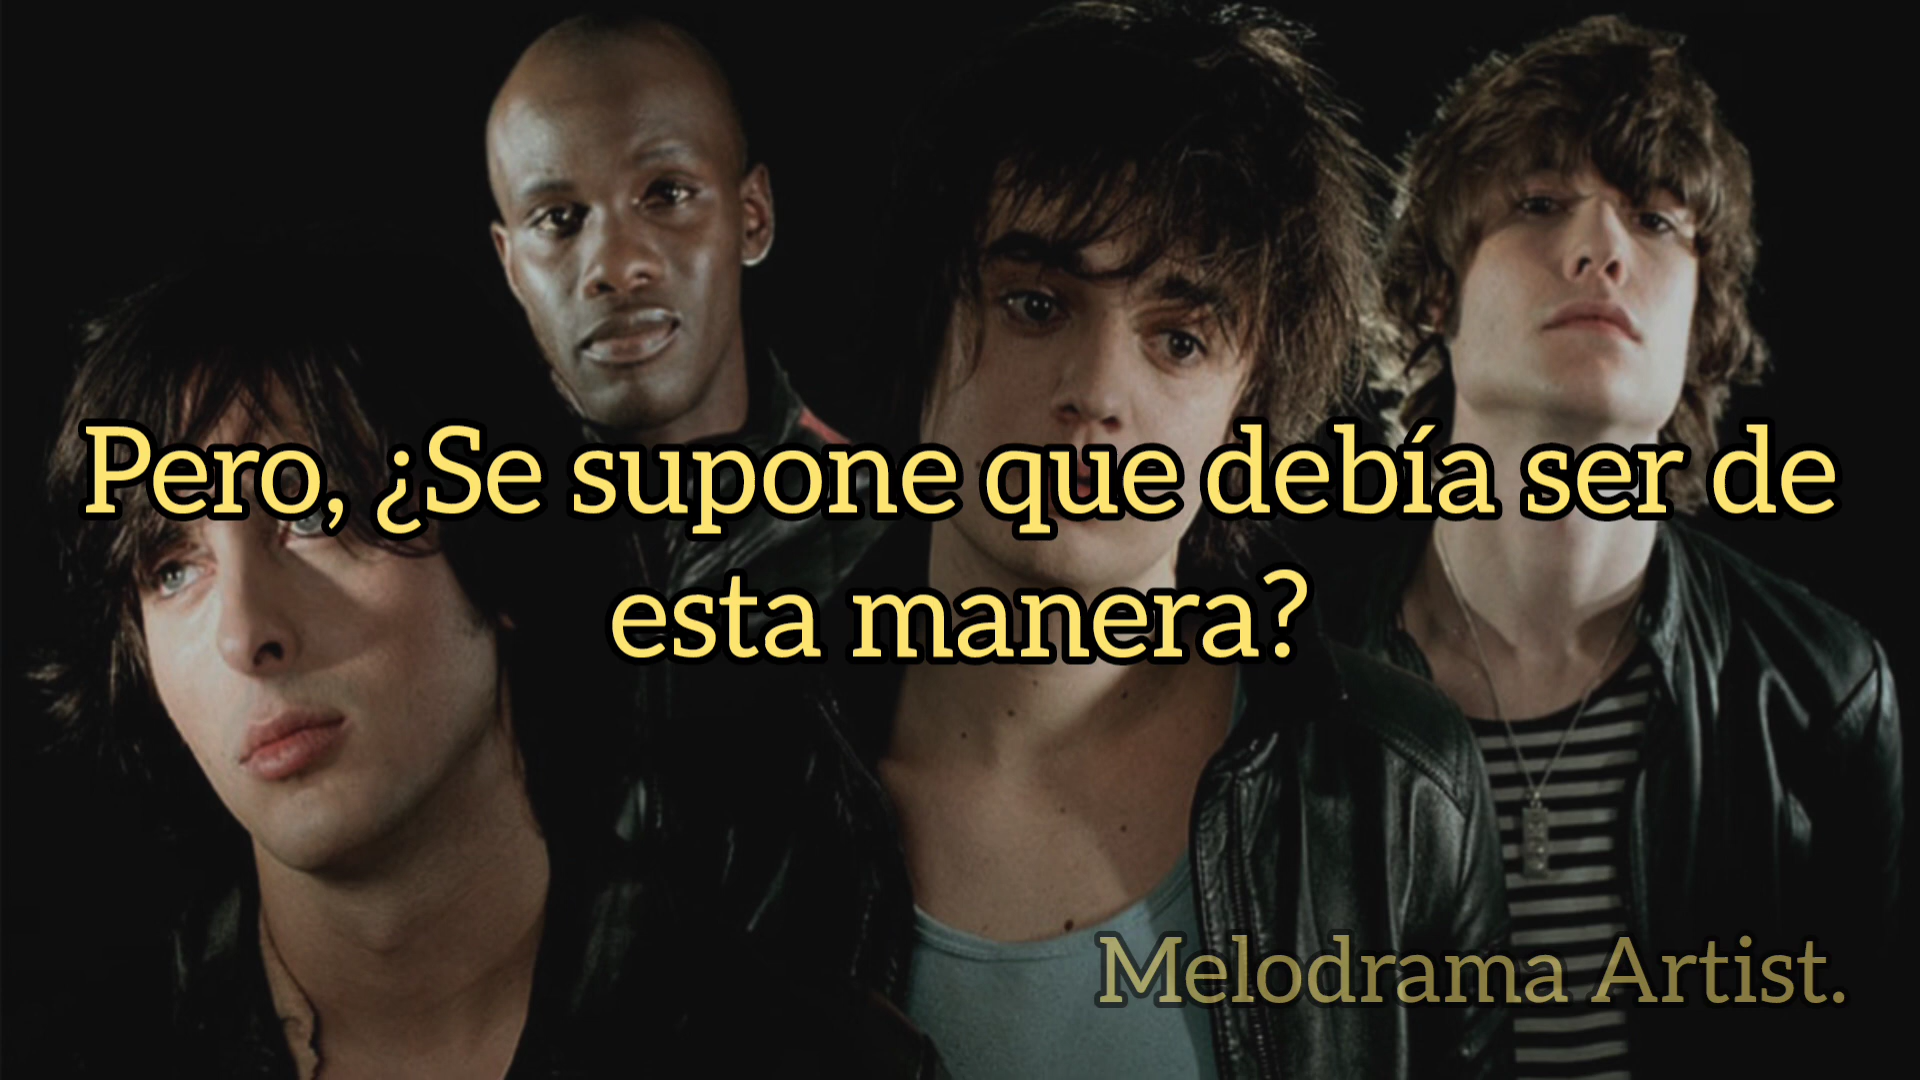 Pero, ¿Se supone que debía ser de
esta manera?
Melodrama Artist.